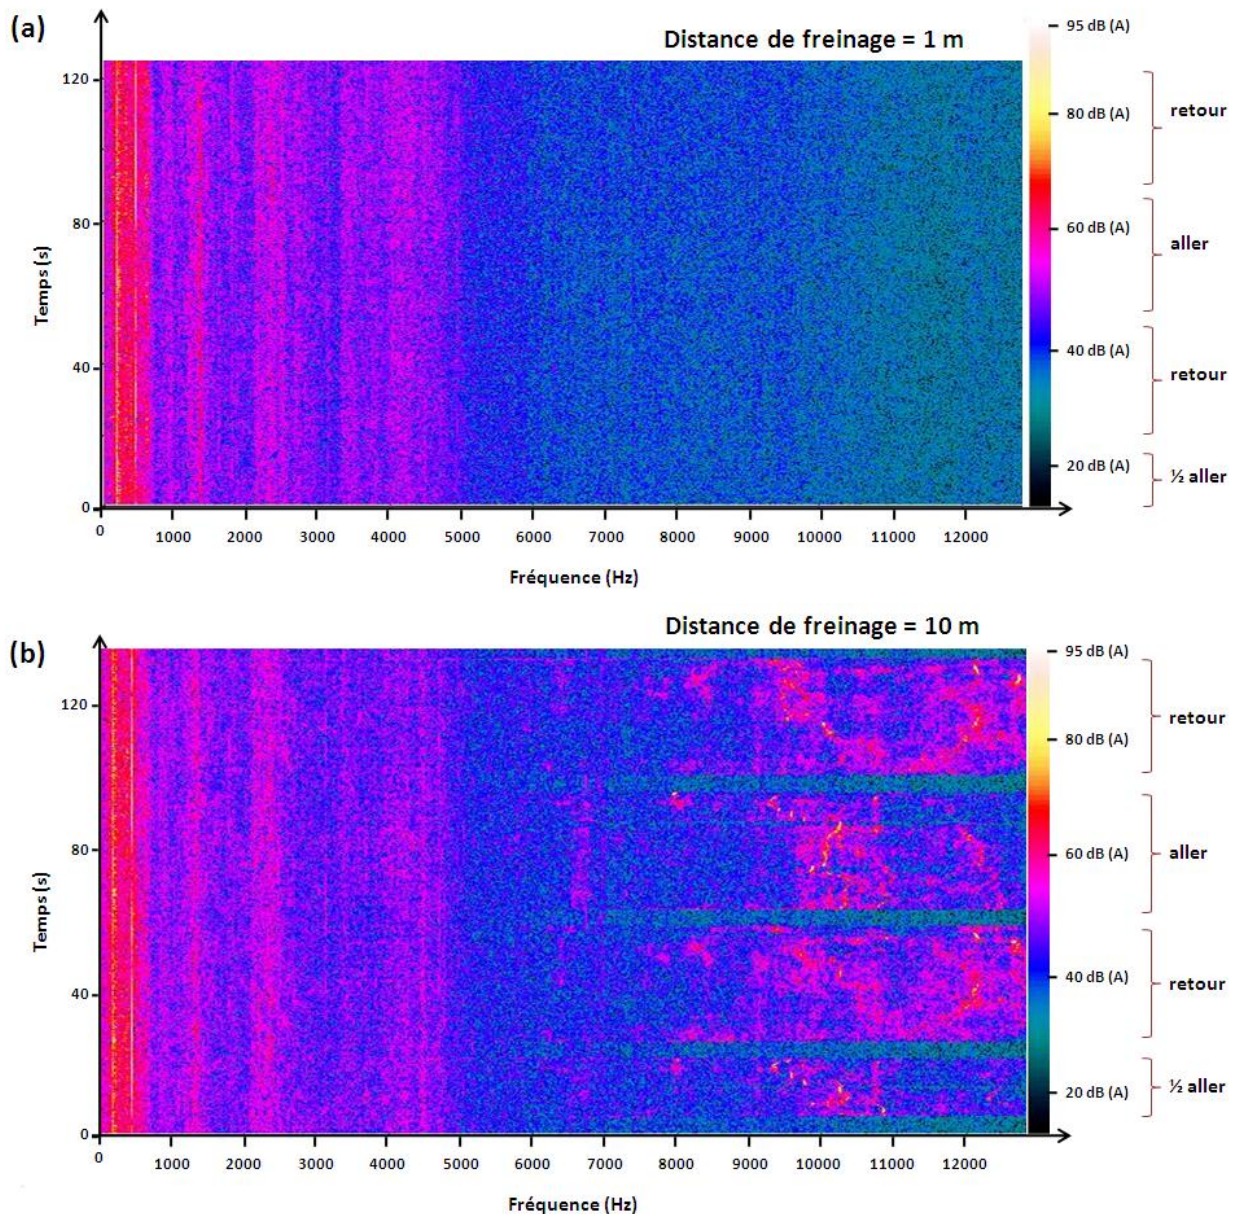 (a)
Distance de freinage = 1 m
Temps (s)
120
80
40
0
0 1000 2000 3000 4000 5000 6000 7000 8000 9000 10000 11000 12000
Fréquence (Hz)
95 dB (A)
80 dB (A)
60 dB (A)
40 dB (A)
20 dB (A)
retour
aller
retour
½ aller
(b)
Distance de freinage = 10 m
Temps (s)
120
80
40
0
0 1000 2000 3000 4000 5000 6000 7000 8000 9000 10000 11000 12000
Fréquence (Hz)
95 dB (A)
80 dB (A)
60 dB (A)
40 dB (A)
20 dB (A)
retour
aller
retour
½ aller